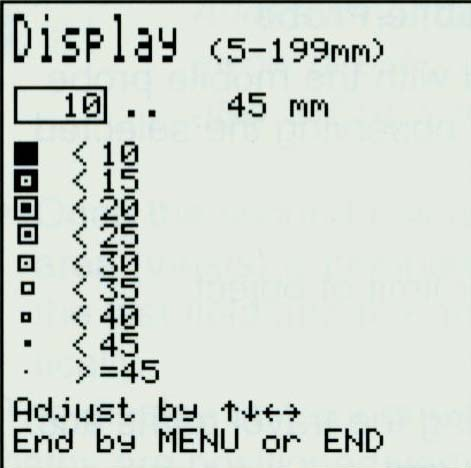 Display (5-199mm)
10 .. 45 mm
< 10
< 15
< 20
< 25
< 30
< 35
< 40
< 45
>=45
Adjust by ↑↓←→
End by MENU or END